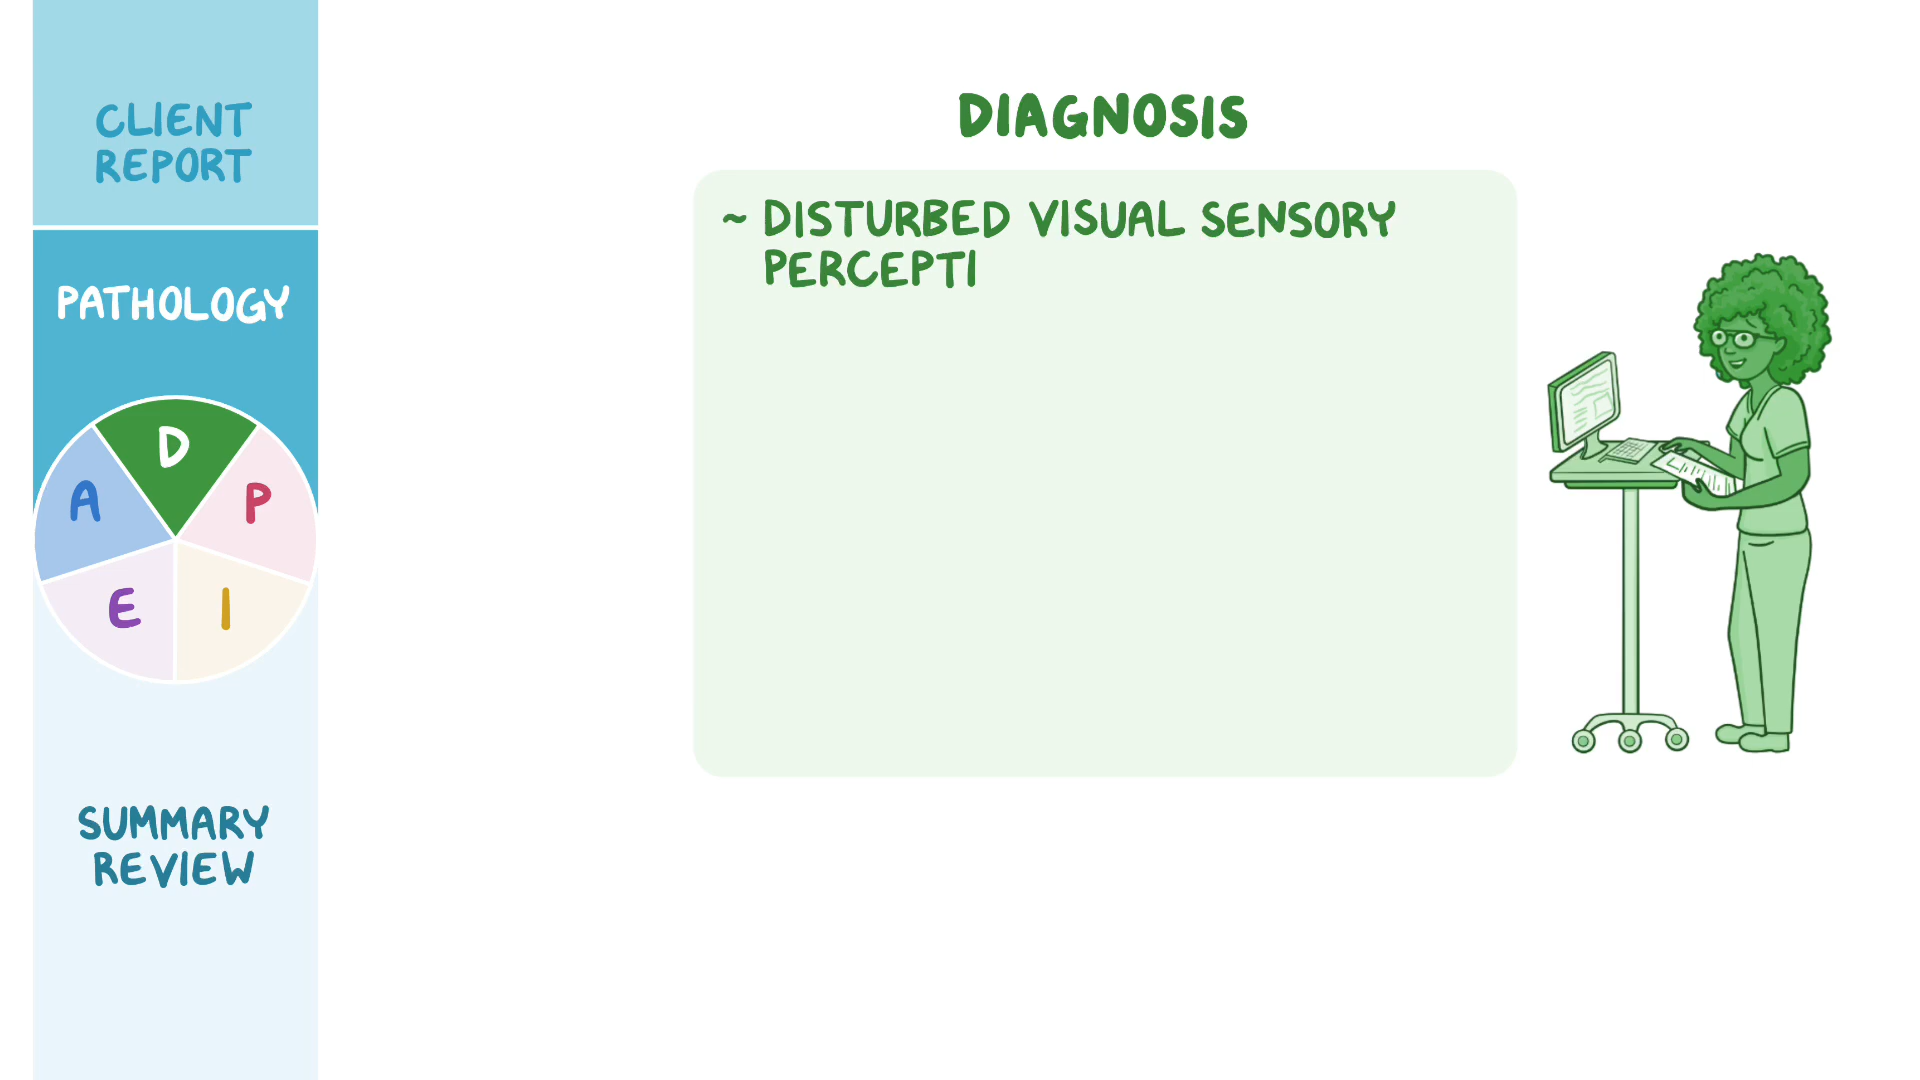 CLIENT
REPORT
PATHOLOGY
A
D
P
E
I
SUMMARY
REVIEW
DIAGNOSIS
~ DISTURBED VISUAL SENSORY
PERCEPTI